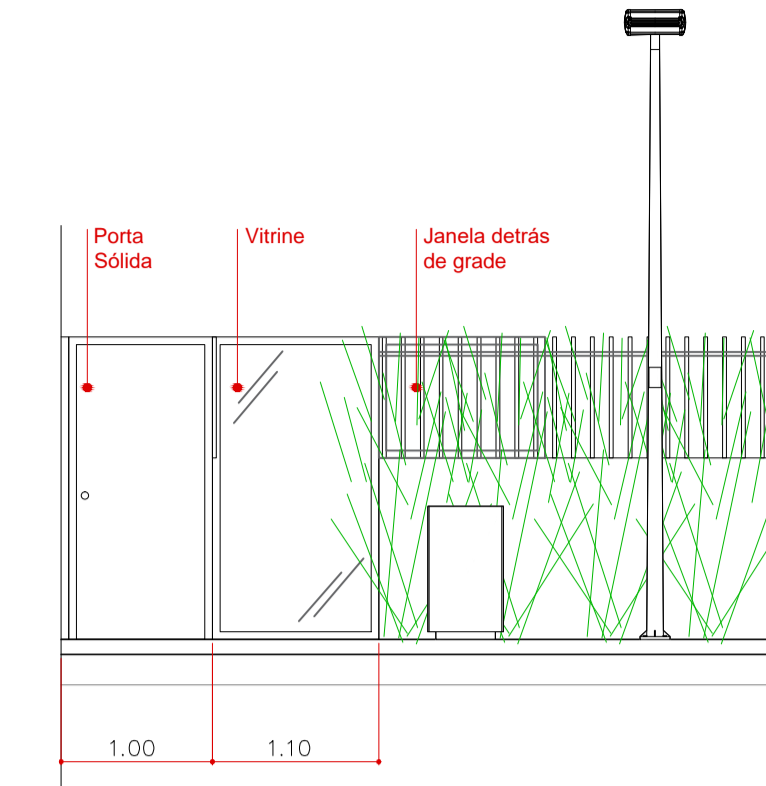 Porta
Sólida
Vitrine
Janela detrás
de grade
1.00
1.10